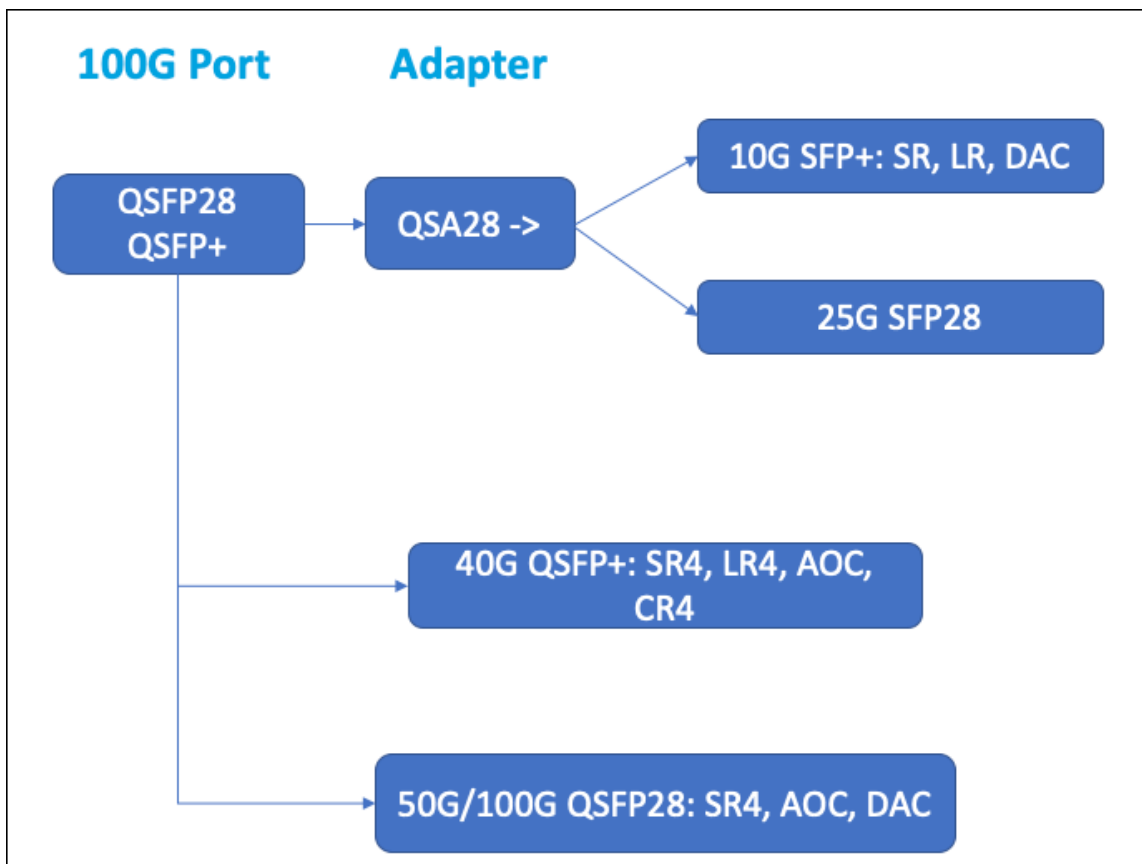 100G Port
Adapter
QSFP28
QSFP+
QSA28 ->
10G SFP+: SR, LR, DAC
25G SFP28
40G QSFP+: SR4, LR4, AOC,
CR4
50G/100G QSFP28: SR4, AOC, DAC